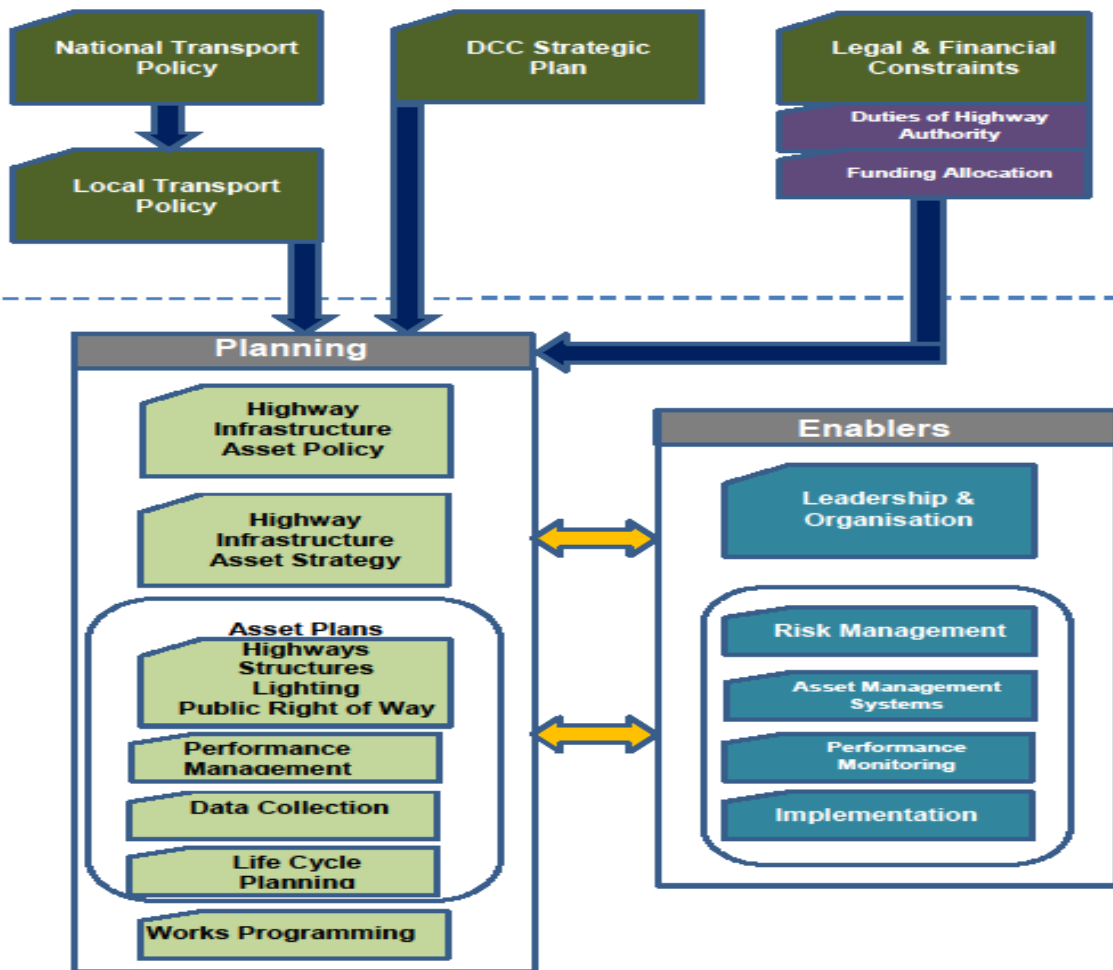 National Transport
Policy
DCC Strategic
Plan
Legal & Financial
Constraints
Duties of Highway
Authority
Funding Allocation
Local Transport
Policy
Planning
Highway
Infrastructure
Asset Policy
Highway
Infrastructure
Asset Strategy
Asset Plans
Highways
Structures
Lighting
Public Right of Way
Performance
Management
Data Collection
Life Cycle
Planning
Works Programming
Enablers
Leadership &
Organisation
Risk Management
Asset Management
Systems
Performance
Monitoring
Implementation